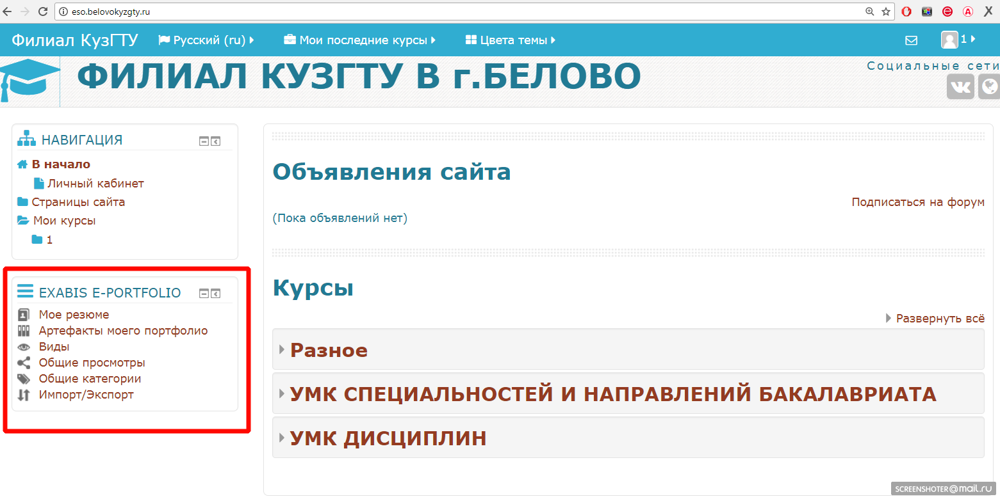 eso.belovokyzgty.ru
Филиал КузГТУ Русский (ru) Мои последние курсы Цвета темы 1
ФИЛИАЛ КУЗГТУ В г.БЕЛОВО
Социальные сети
НАВИГАЦИЯ
В начало
Личный кабинет
Страницы сайта
Мои курсы
1
EXABIS E-PORTFOLIO
Мое резюме
Артефакты моего портфолио
Виды
Общие просмотры
Общие категории
Импорт/Экспорт
Объявления сайта
Подписаться на форум
(Пока объявлений нет)
Курсы
Развернуть всё
Разное
УМК СПЕЦИАЛЬНОСТЕЙ И НАПРАВЛЕНИЙ БАКАЛАВРИАТА
УМК ДИСЦИПЛИН
SCREENSHOTER@mail.ru